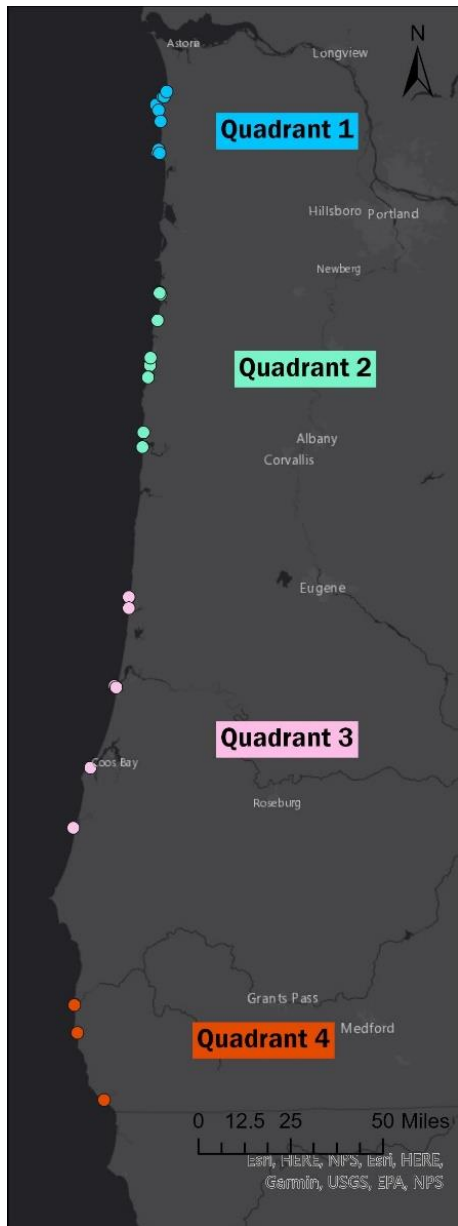 Astoria
Longview
N
Quadrant 1
Hillsboro Portland
Newberg
Quadrant 2
Albany
Corvallis
Eugene
Quadrant 3
Coos Bay
Roseburg
Grants Pass
Quadrant 4
Medford
0 12.5 25 50 Miles
Esri, HERE, NPS, Esri, HERE,
Garmin, USGS, EPA, NPS